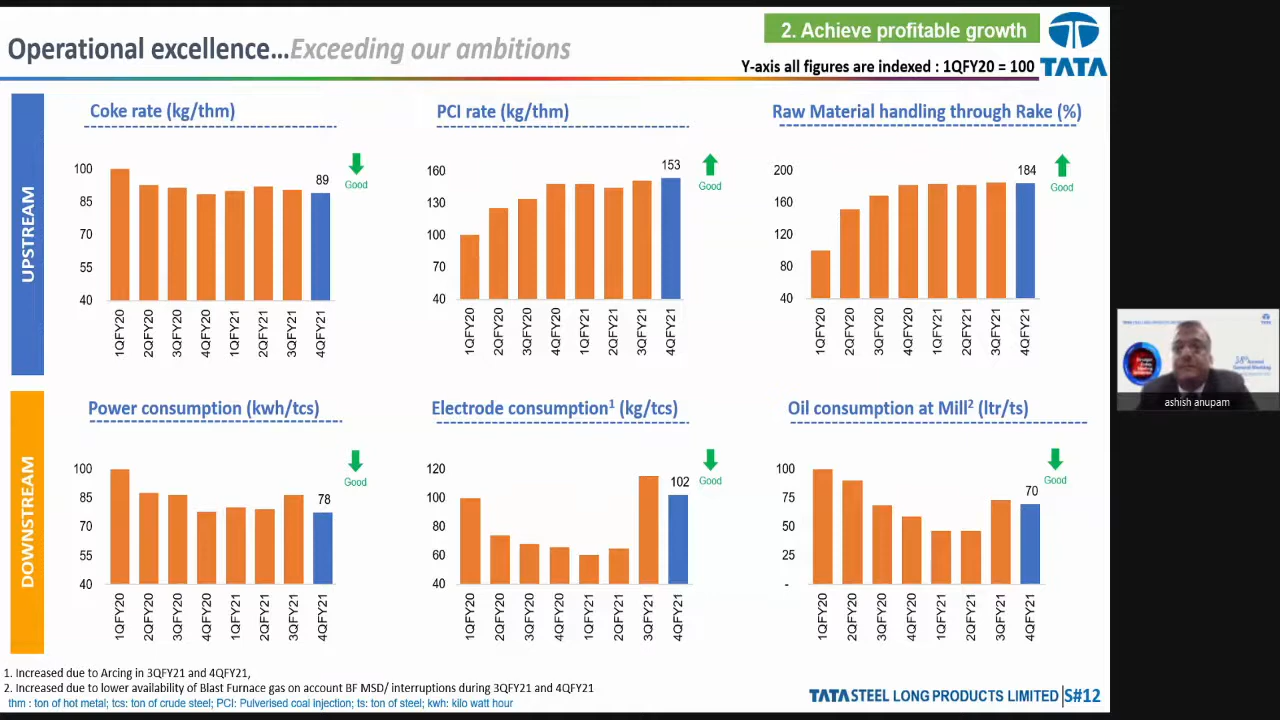 Operational excellence…Exceeding our ambitions
2. Achieve profitable growth
Y-axis all figures are indexed : 1QFY20 = 100
TATA
UPSTREAM
Coke rate (kg/thm)
100
85
70
55
40
89
Good
1QFY20
2QFY20
3QFY20
4QFY20
1QFY21
2QFY21
3QFY21
4QFY21
PCI rate (kg/thm)
160
130
100
70
40
153
Good
1QFY20
2QFY20
3QFY20
4QFY20
1QFY21
2QFY21
3QFY21
4QFY21
Raw Material handling through Rake (%)
200
160
120
80
40
184
Good
1QFY20
2QFY20
3QFY20
4QFY20
1QFY21
2QFY21
3QFY21
4QFY21
ashish anupam
DOWNSTREAM
Power consumption (kwh/tcs)
100
85
70
55
40
78
Good
1QFY20
2QFY20
3QFY20
4QFY20
1QFY21
2QFY21
3QFY21
4QFY21
Electrode consumption¹ (kg/tcs)
120
100
80
60
40
102
Good
1QFY20
2QFY20
3QFY20
4QFY20
1QFY21
2QFY21
3QFY21
4QFY21
Oil consumption at Mill² (ltr/ts)
100
75
50
25
-
70
Good
1QFY20
2QFY20
3QFY20
4QFY20
1QFY21
2QFY21
3QFY21
4QFY21
1. Increased due to Arcing in 3QFY21 and 4QFY21,
2. Increased due to lower availability of Blast Furnace gas on account BF MSD/ interruptions during 3QFY21 and 4QFY21
thm : ton of hot metal; tcs: ton of crude steel; PCI: Pulverised coal injection; ts: ton of steel; kwh: kilo watt hour
TATA STEEL LONG PRODUCTS LIMITED S#12